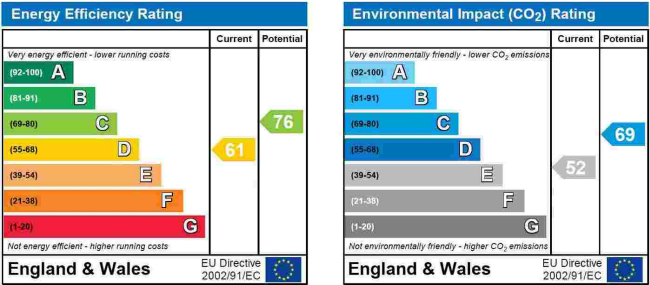 Energy Efficiency Rating
Current Potential
Very energy efficient - lower running costs
(92-100) A
(81-91) B
(69-80) C
76
(55-68) D
61
(39-54) E
(21-38) F
(1-20) G
Not energy efficient - higher running costs
England & Wales
EU Directive
2002/91/EC
Environmental Impact (CO₂) Rating
Current Potential
Very environmentally friendly - lower CO₂ emissions
(92-100) A
(81-91) B
(69-80) C
69
(55-68) D
(39-54) E
52
(21-38) F
(1-20) G
Not environmentally friendly - higher CO₂ emissions
England & Wales
EU Directive
2002/91/EC